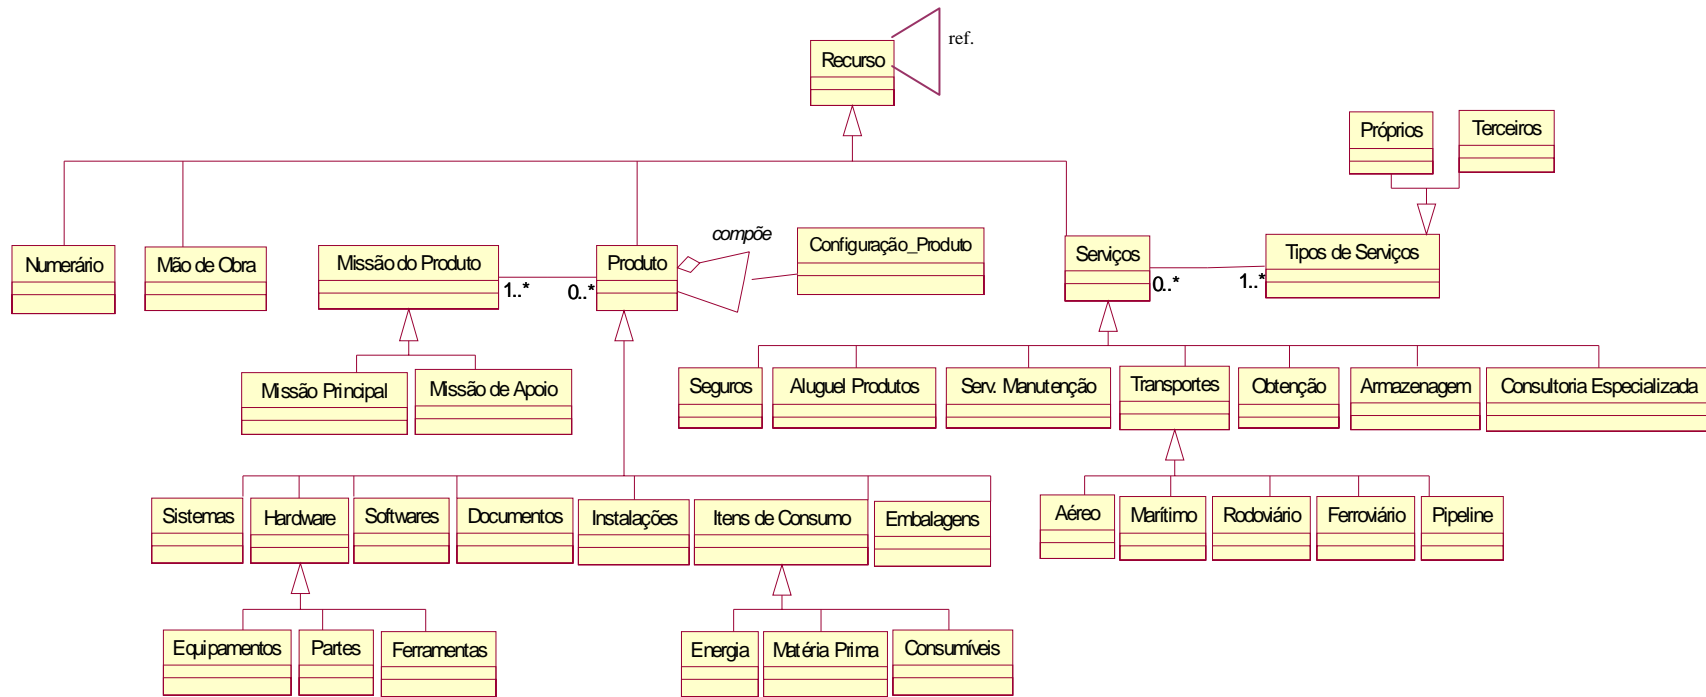 ref.
Recurso
Próprios
Terceiros
compõe
Numerário
Mão de Obra
Missão do Produto
Produto
Configuração_Produto
Serviços
Tipos de Serviços
1..*
0..*
0..*
1..*
Missão Principal
Missão de Apoio
Seguros
Aluguel Produtos
Serv. Manutenção
Transportes
Obtenção
Armazenagem
Consultoria Especializada
Sistemas
Hardware
Softwares
Documentos
Instalações
Itens de Consumo
Embalagens
Aéreo
Marítimo
Rodoviário
Ferroviário
Pipeline
Equipamentos
Partes
Ferramentas
Energia
Matéria Prima
Consumíveis